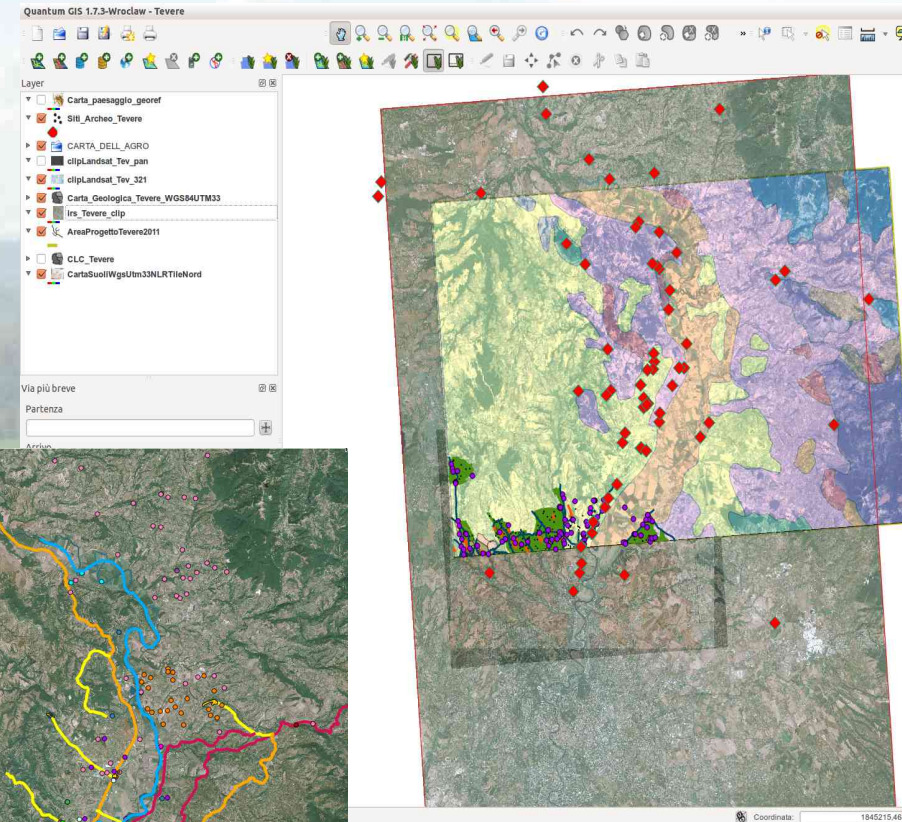 Quantum GIS 1.7.3-Wroclaw - Tevere
»
Layer
Carta_paesaggio_georef
Siti_Archeo_Tevere
CARTA_DELL_AGRO
clipLandsat_Tev_pan
clipLandsat_Tev_321
Carta_Geologica_Tevere_WGS84UTM33
irs_Tevere_clip
AreaProgettoTevere2011
CLC_Tevere
CartaSuoliWgsUtm33NLRTileNord
Via più breve
Partenza
Arrivo
Coordinata: 1845215,46